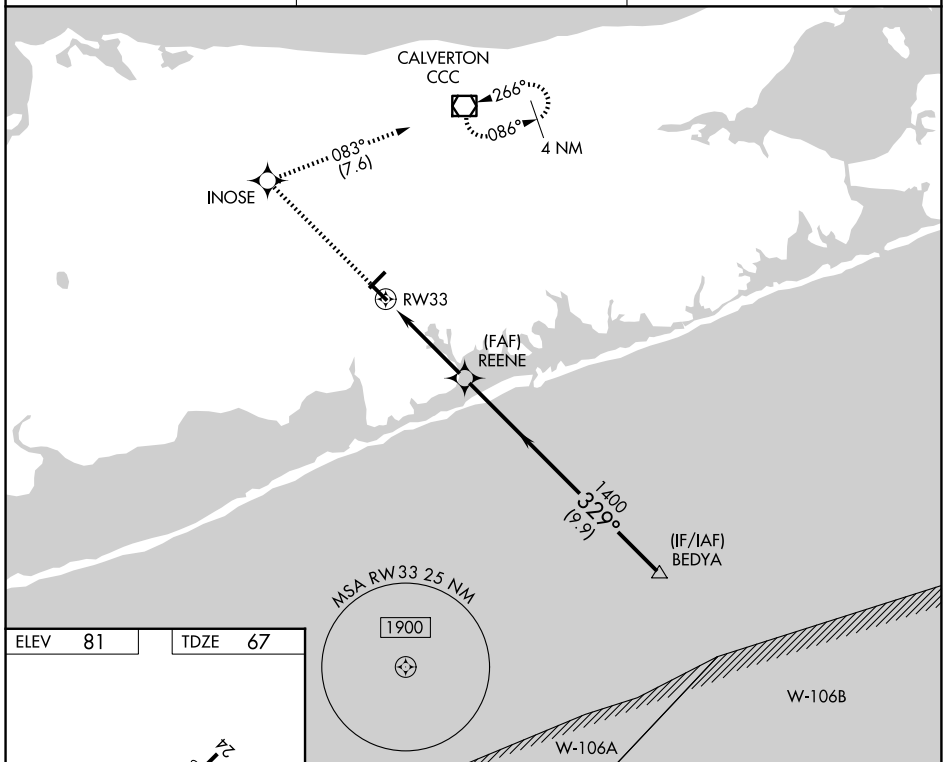 CALVERTON
CCC
266°
086°
4 NM
083°
(7.6)
INOSE
RW33
(FAF)
REENE
1400
329°
(9.9)
(IF/IAF)
BEDYA
MSA RW33 25 NM
1900
ELEV 81
TDZE 67
W-106B
W-106A
24